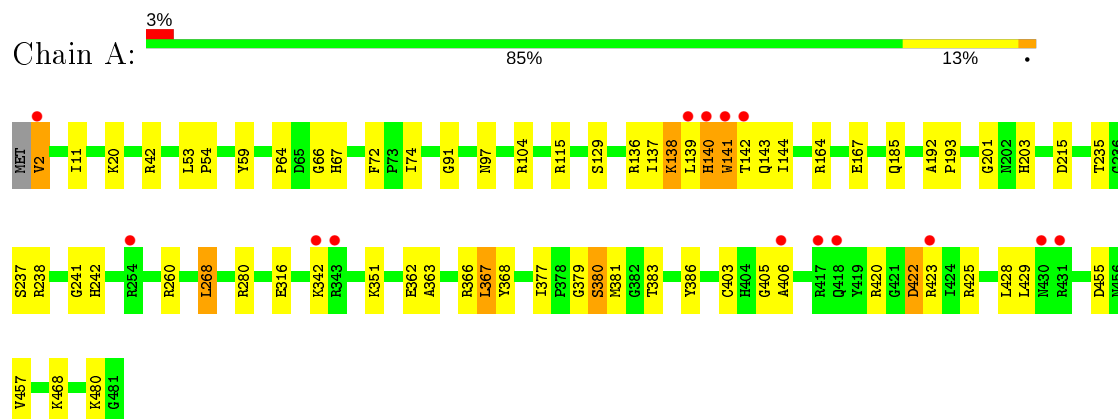 3%
Chain A:
85% 13% •
MET V2 I11 K20 R42 L53 P54 Y59 P64 D65 G66 H67 F72 P73 I74 G91 N97 R104 R115 S129 R136 I137 K138 L139 H140 W141 T142 Q143 I144 R164 E167 Q185 A192 P193 G201 N202 H203 D215 T235 G236
S237 R238 G241 H242 R254 R260 L268 R280 E316 K342 R343 K351 E362 A363 R366 L367 Y368 I377 P378 G379 S380 M381 G382 T383 Y386 C403 H404 G405 A406 R417 Q418 Y419 R420 G421 D422 R423 I424 R425 L428 L429 N430 R431 D455 N456
V457 K468 K480 G481